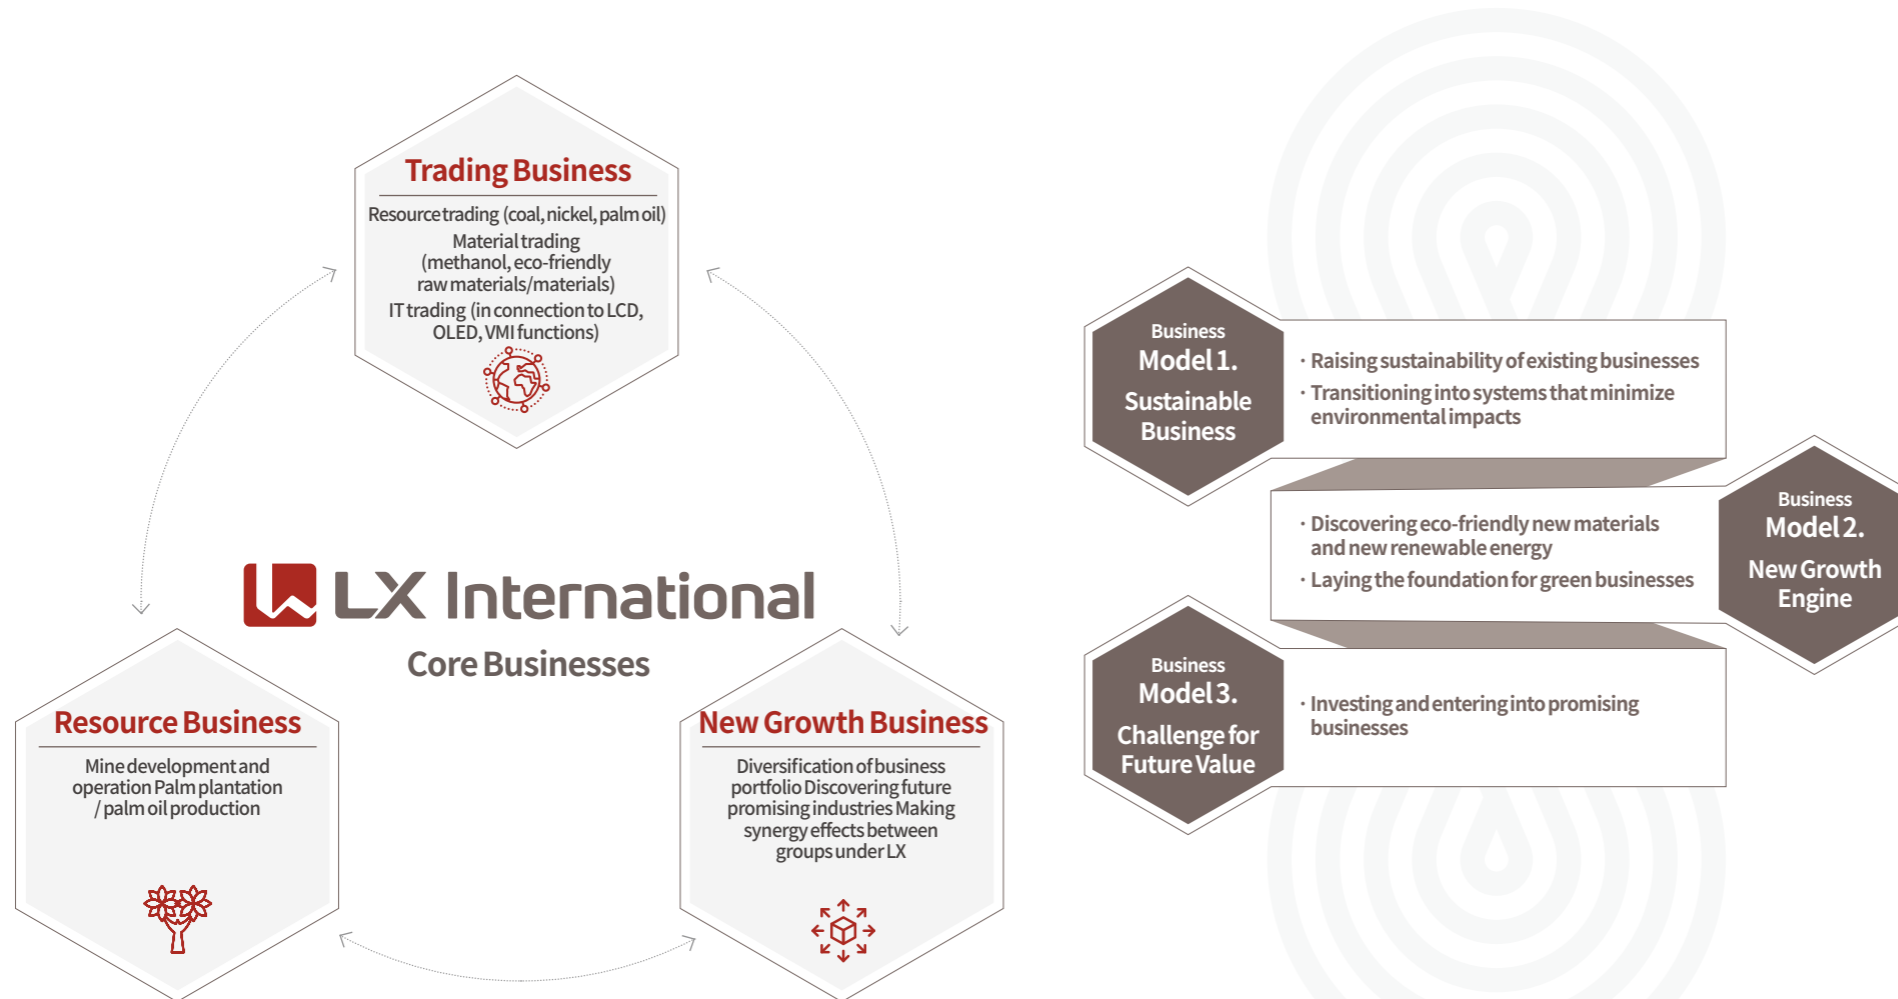 Trading Business
Resource trading (coal, nickel, palm oil)
Material trading
(methanol, eco-friendly
raw materials/materials)
IT trading (in connection to LCD,
OLED, VMI functions)
LX International
Core Businesses
Resource Business
Mine development and
operation Palm plantation
/ palm oil production
New Growth Business
Diversification of business
portfolio Discovering future
promising industries Making
synergy effects between
groups under LX
Business
Model 1.
Sustainable
Business
· Raising sustainability of existing businesses
· Transitioning into systems that minimize
environmental impacts
Business
Model 2.
New Growth
Engine
· Discovering eco-friendly new materials
and new renewable energy
· Laying the foundation for green businesses
Business
Model 3.
Challenge for
Future Value
· Investing and entering into promising
businesses